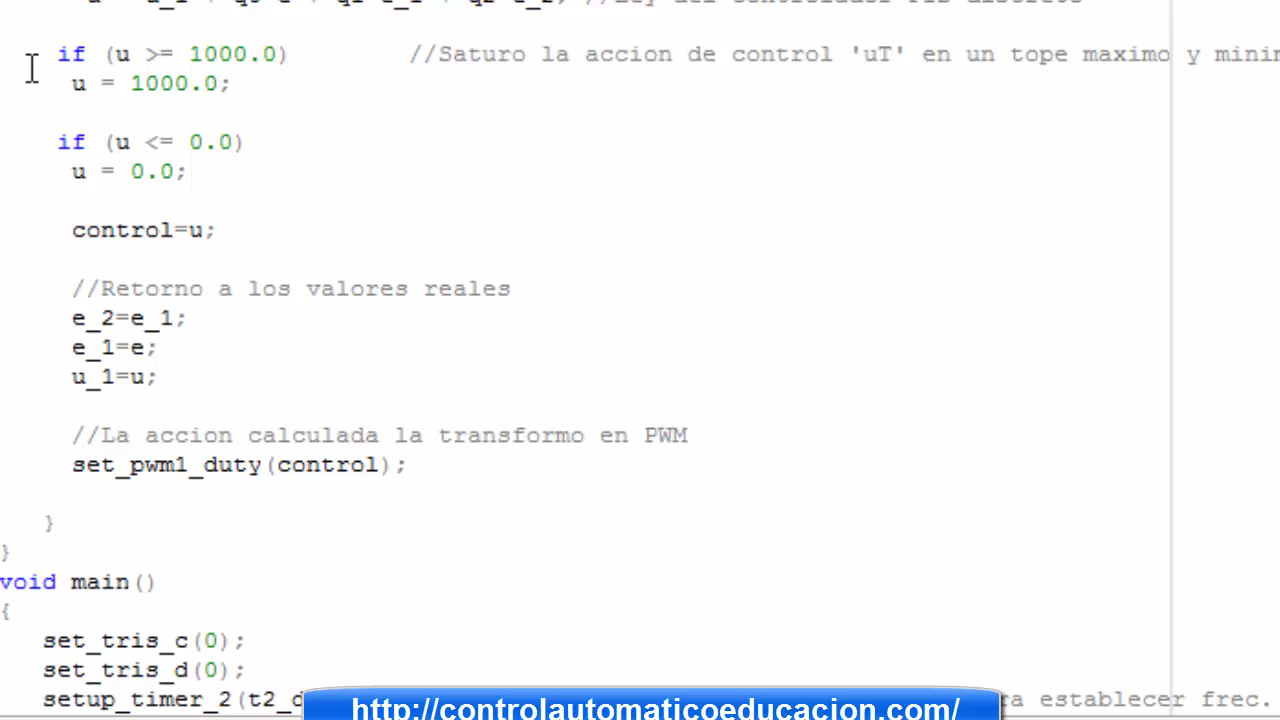 if (u >= 1000.0) //Saturo la accion de control 'uT' en un tope maximo y
u = 1000.0;
if (u <= 0.0)
u = 0.0;
control=u;
//Retorno a los valores reales
e_2=e_1;
e_1=e;
u_1=u;
//La accion calculada la transformo en PWM
set_pwm1_duty(control);
}
}
void main()
{
set_tris_c(0);
set_tris_d(0);
setup_timer_2( establecer frec.
http://controlautomaticoeducacion.com/